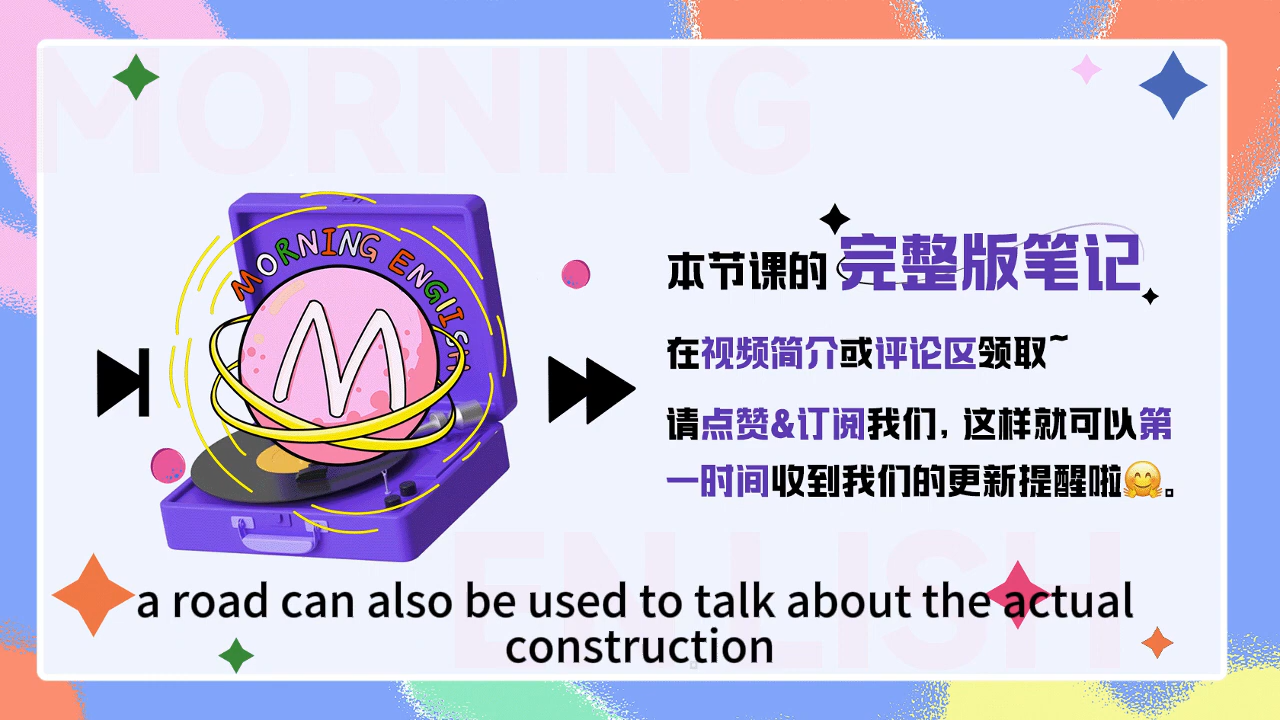 MORNING
MORNING ENGLISH
M
本节课的 完整版笔记
在视频简介或评论区领取~
请点赞&订阅我们，这样就可以第
一时间收到我们的更新提醒啦🤗。
ENGLISH
a road can also be used to talk about the actual
construction